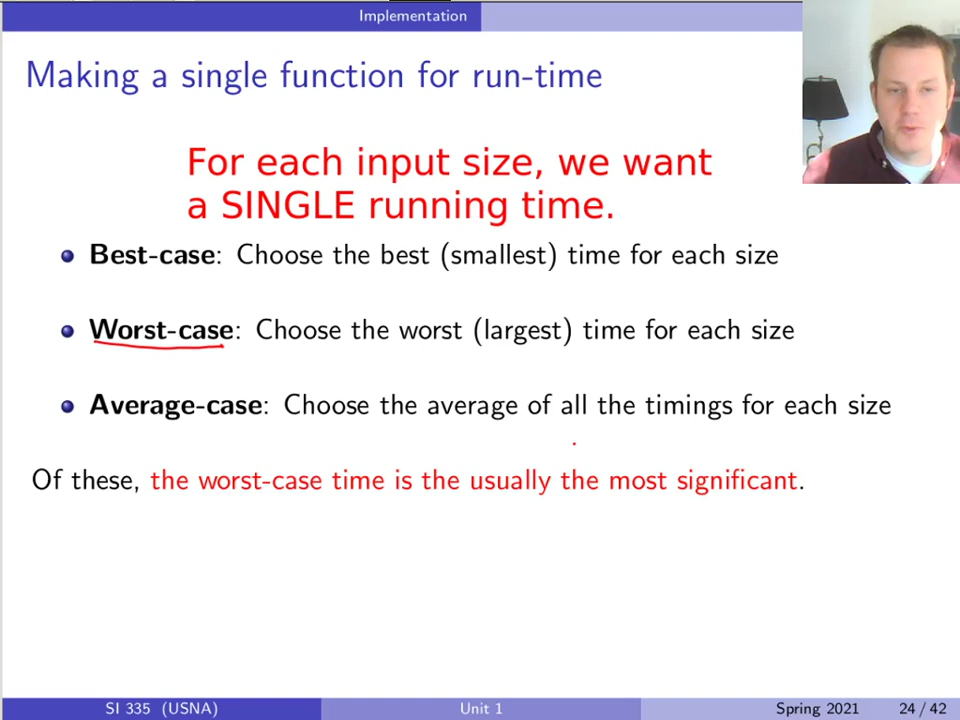 Implementation
Making a single function for run-time
For each input size, we want
a SINGLE running time.
Best-case: Choose the best (smallest) time for each size
Worst-case: Choose the worst (largest) time for each size
Average-case: Choose the average of all the timings for each size
Of these, the worst-case time is the usually the most significant.
SI 335 (USNA) Unit 1 Spring 2021 24 / 42